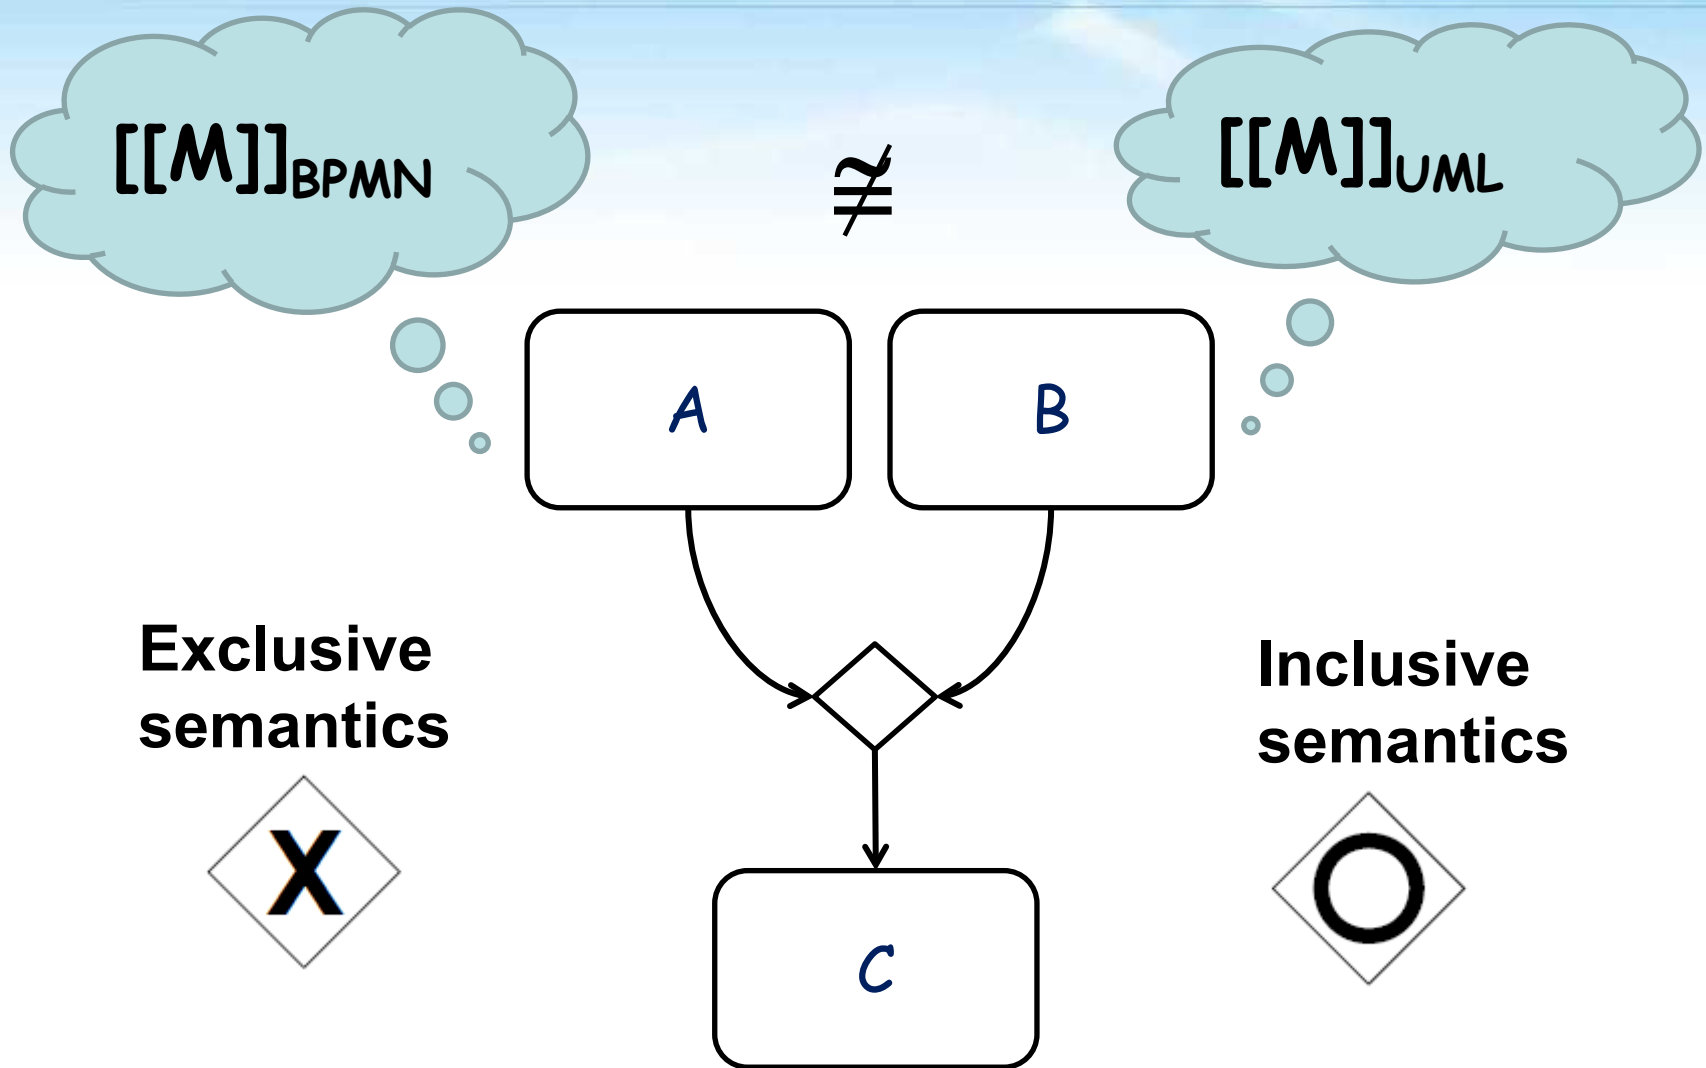 [[M]]BPMN
≇
[[M]]UML
A
B
Exclusive
semantics
X
Inclusive
semantics
O
C